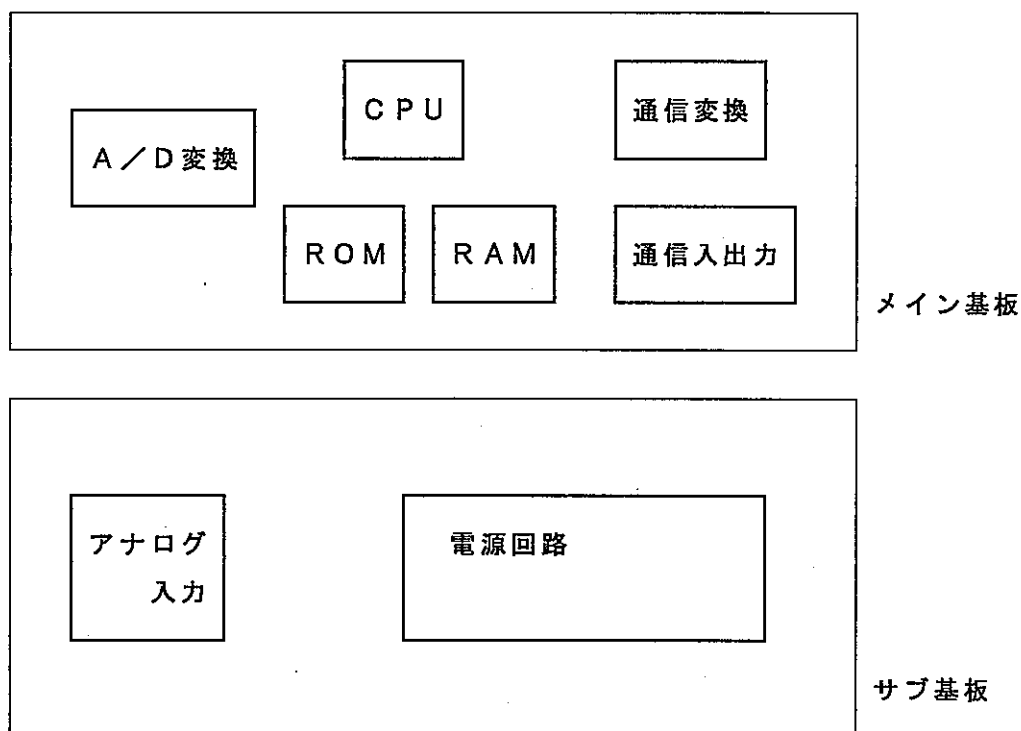 CPU
通信変換
A/D変換
ROM
RAM
通信入出力
メイン基板
アナログ
入力
電源回路
サブ基板